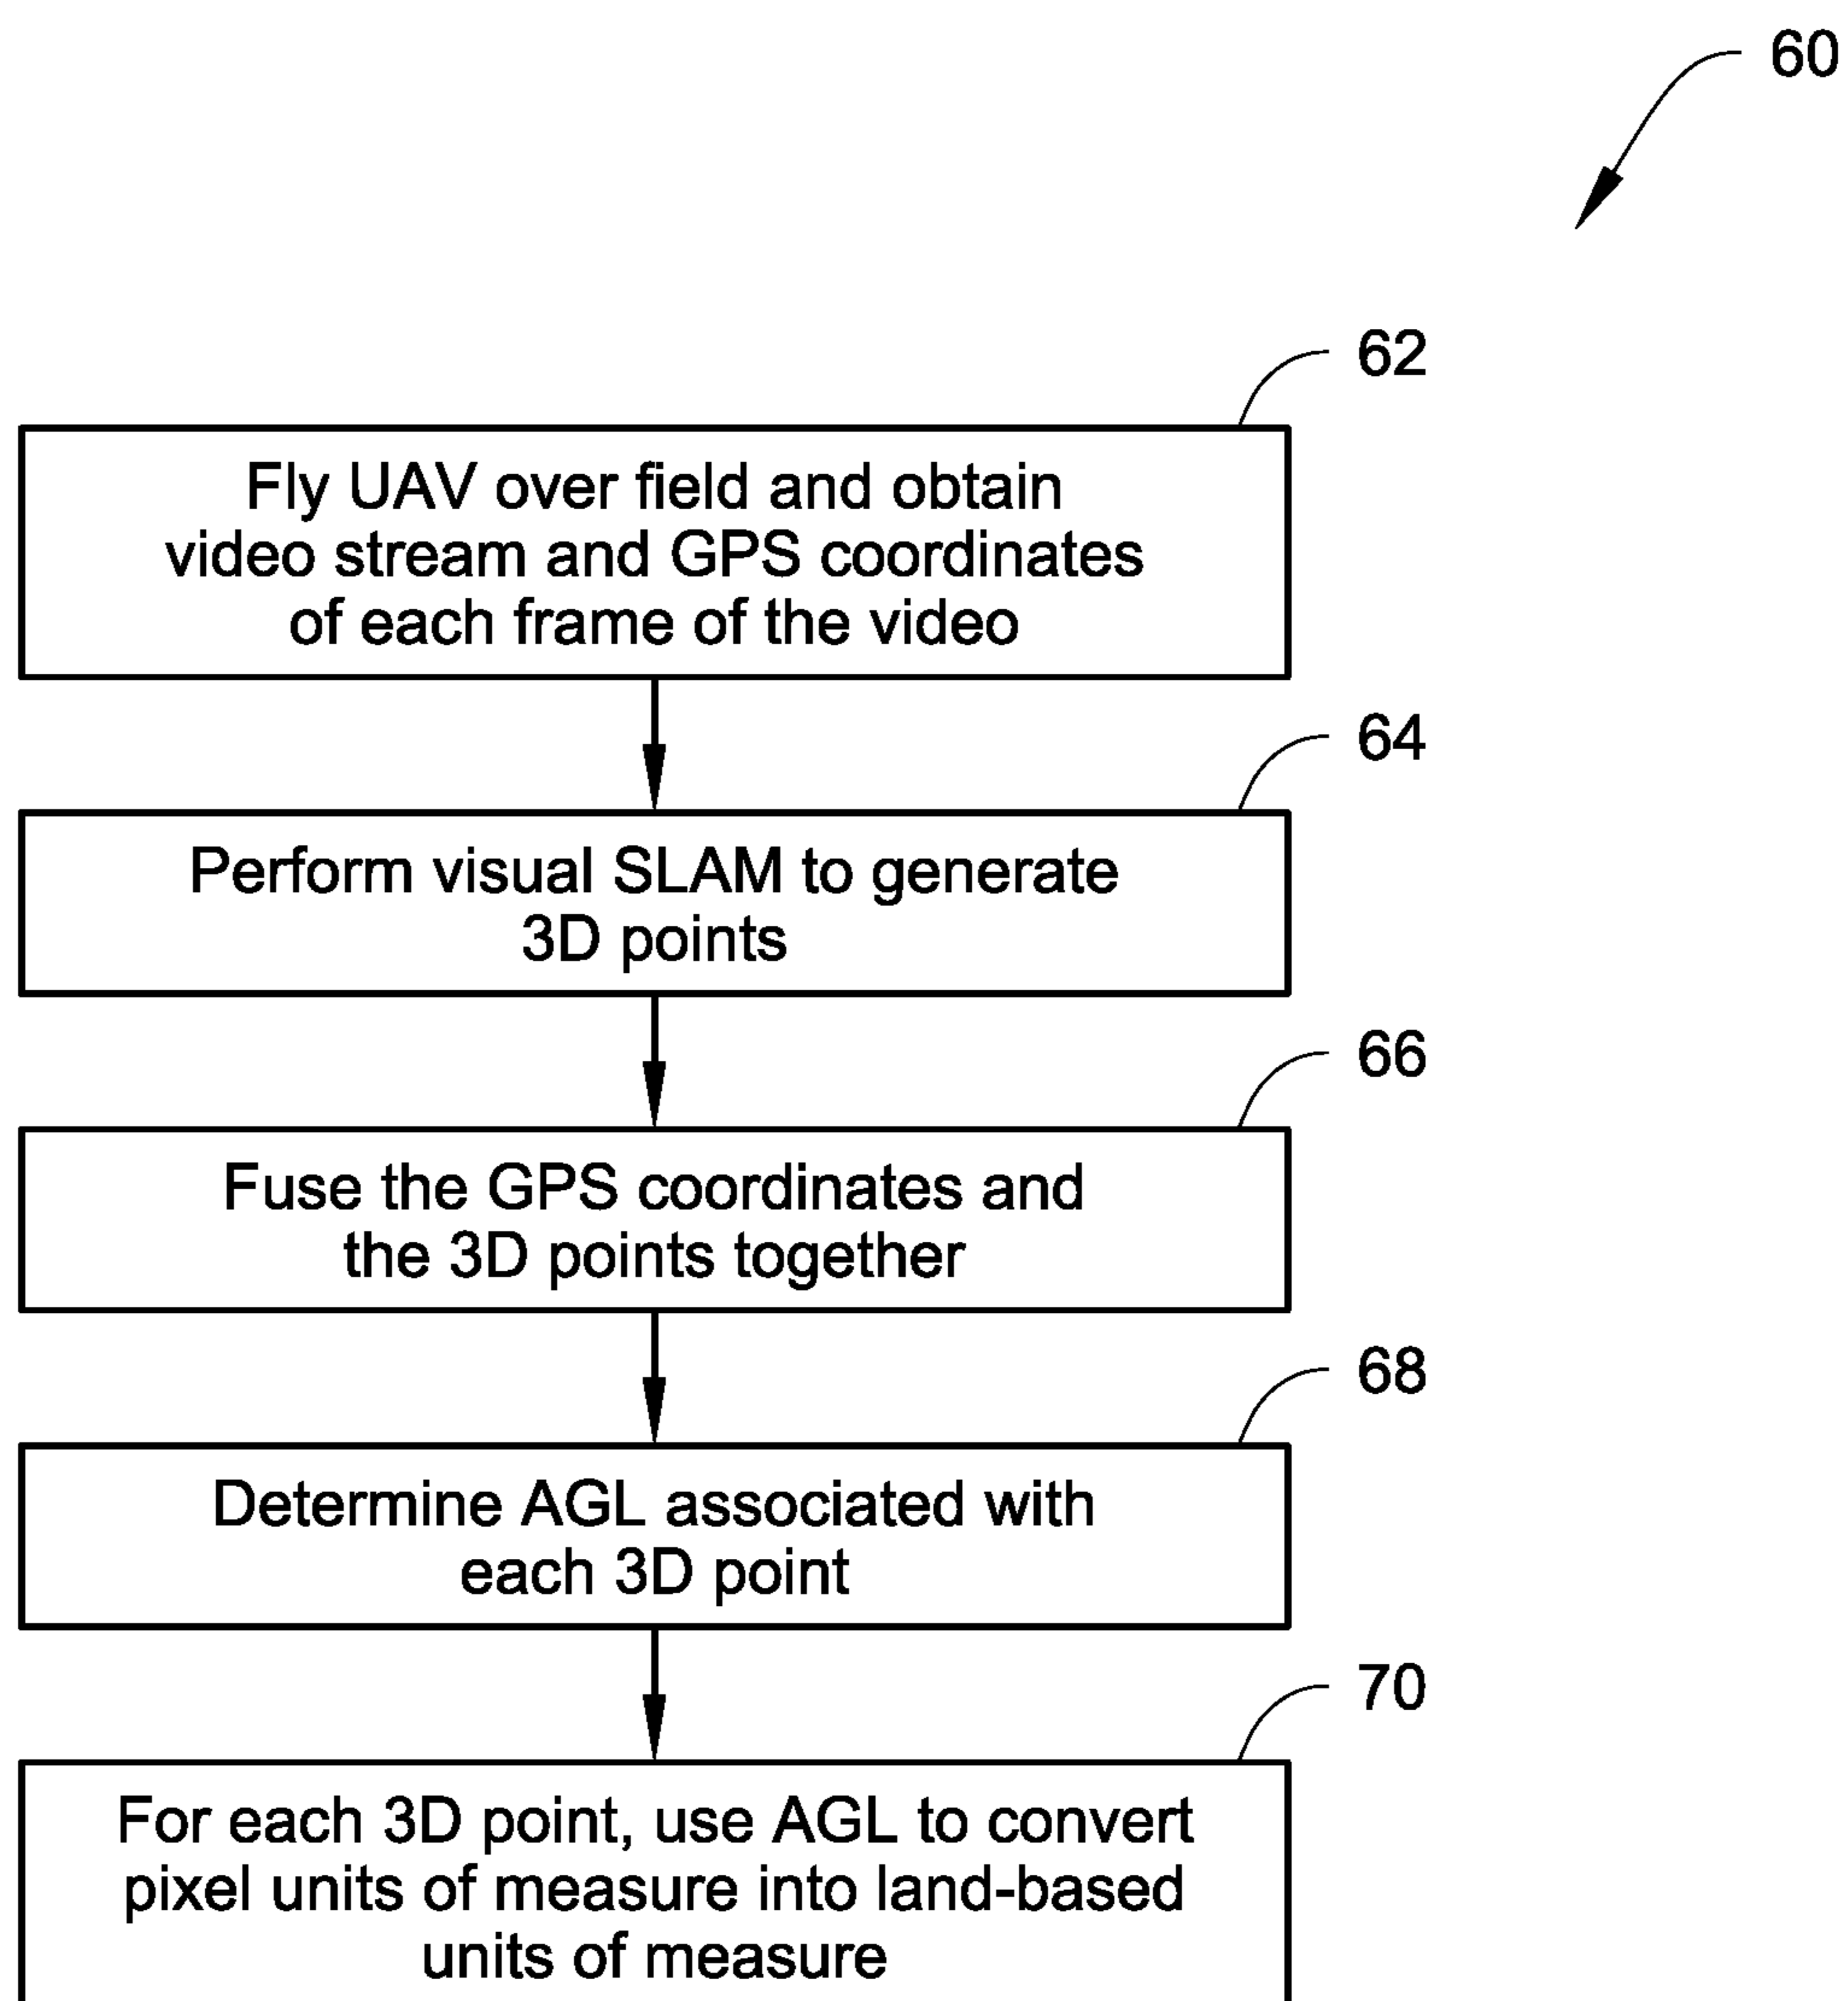 60
62
Fly UAV over field and obtain
video stream and GPS coordinates
of each frame of the video
64
Perform visual SLAM to generate
3D points
66
Fuse the GPS coordinates and
the 3D points together
68
Determine AGL associated with
each 3D point
70
For each 3D point, use AGL to convert
pixel units of measure into land-based
units of measure